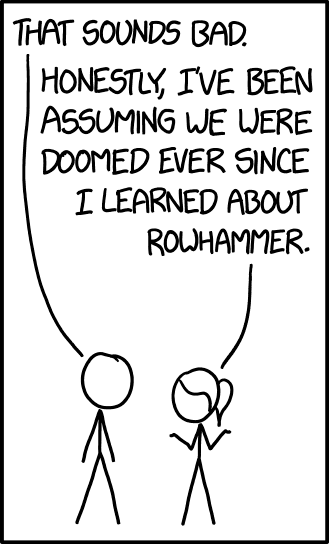 THAT SOUNDS BAD.
HONESTLY, I'VE BEEN
ASSUMING WE WERE
DOOMED EVER SINCE
I LEARNED ABOUT
ROWHAMMER.